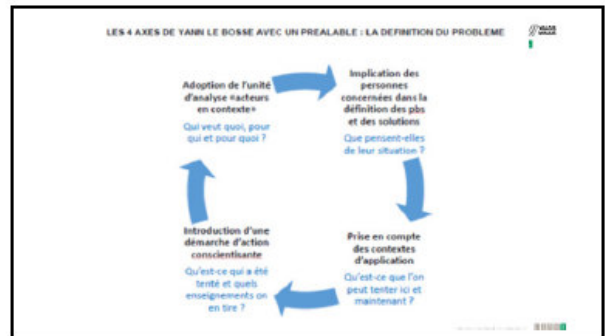 LES 4 AXES DE YANN LE BOSSE AVEC UN PREALABLE : LA DEFINITION DU PROBLEME
Adoption de l'unité
d'analyse «acteurs
en contexte»
Qui veut quoi, pour
qui et pour quoi ?
Implication des
personnes
concernées dans la
définition des pbs
et des solutions
Que pensent-elles
de leur situation ?
Prise en compte
des contextes
d'application
Qu'est-ce que l'on
peut tenter ici et
maintenant ?
Introduction d'une
démarche d'action
conscientisante
Qu'est-ce qui a été
tenté et quels
enseignements on
en tire ?